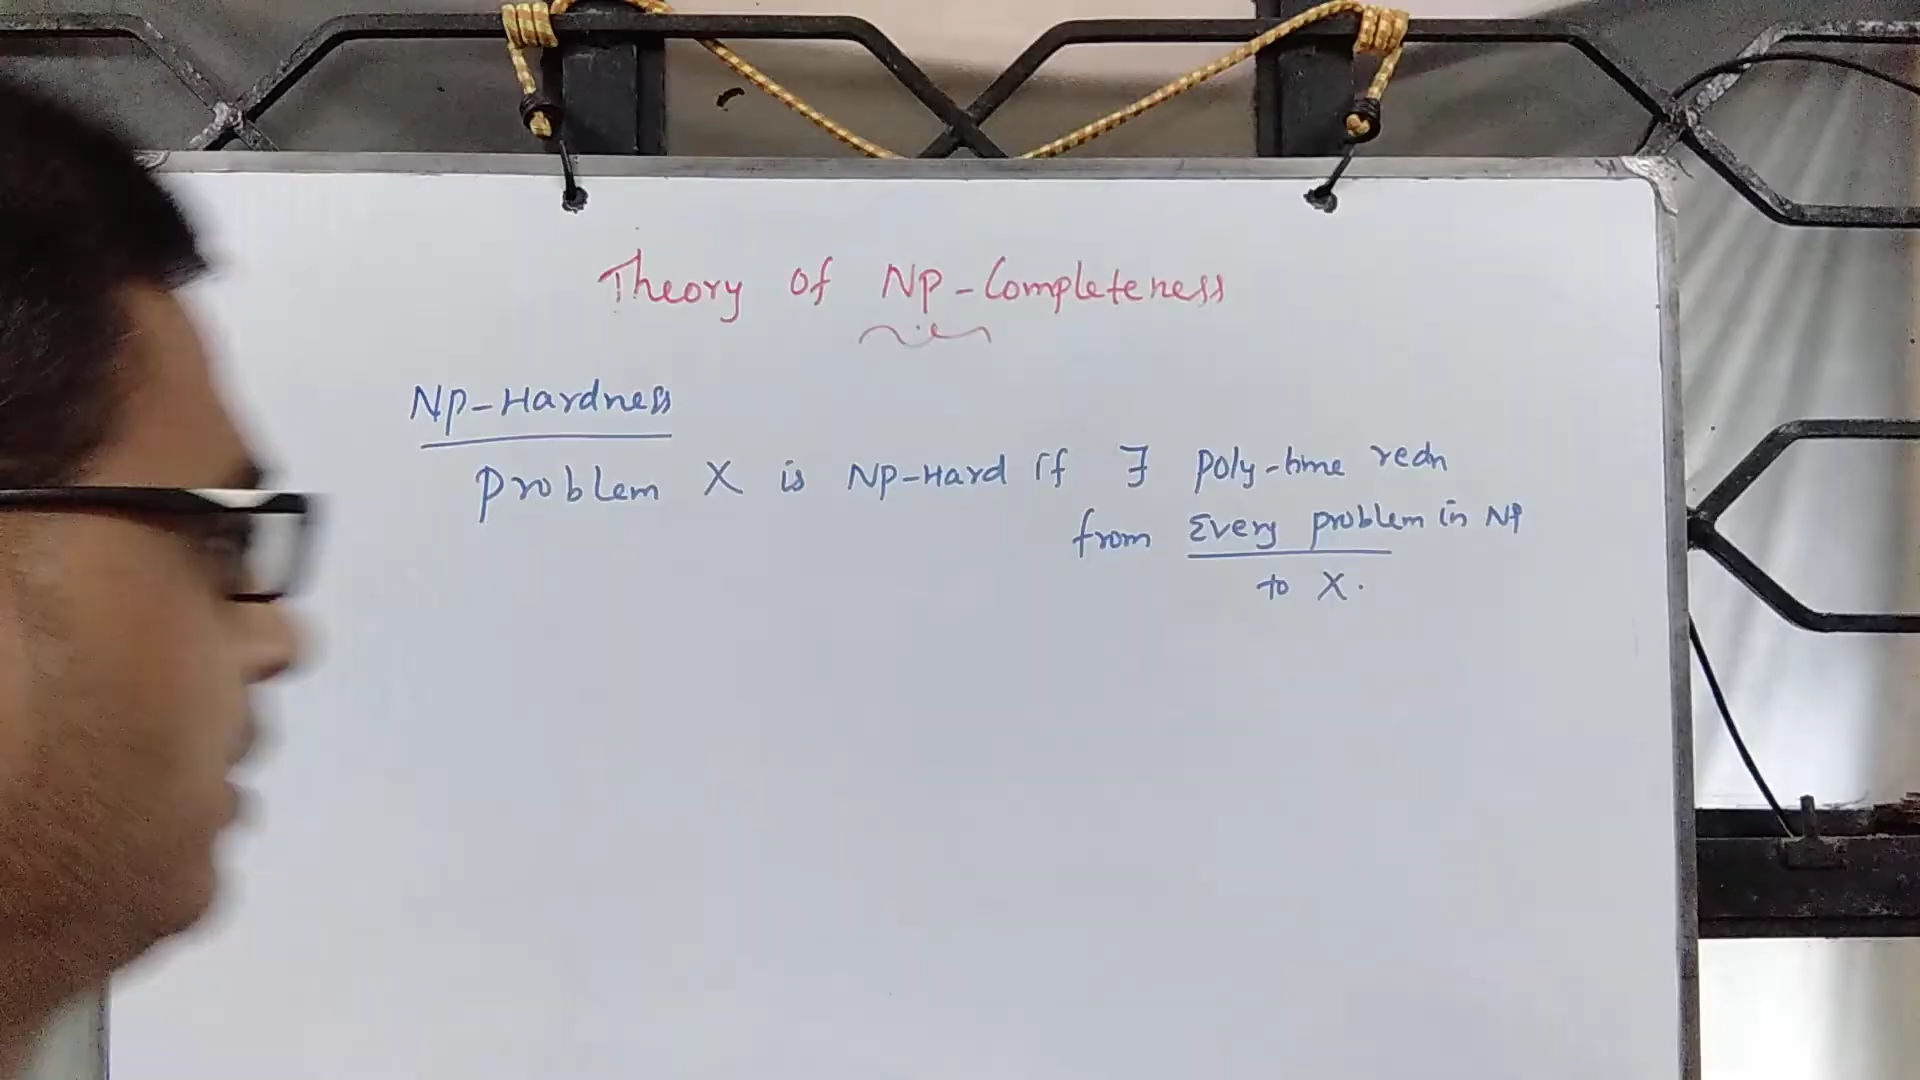 Theory of NP-Completeness
NP-Hardness
Problem X is NP-Hard if ∃ poly-time redn
from Every problem in NP
to X.